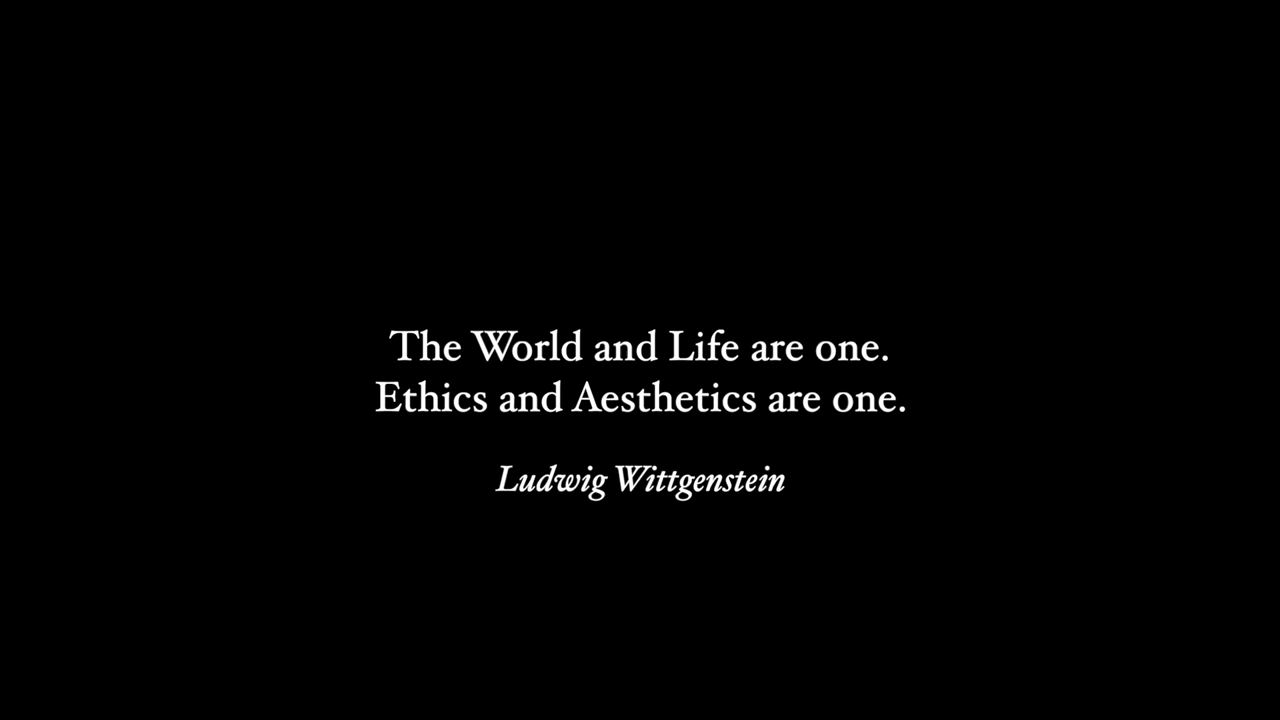 The World and Life are one.
Ethics and Aesthetics are one.
Ludwig Wittgenstein